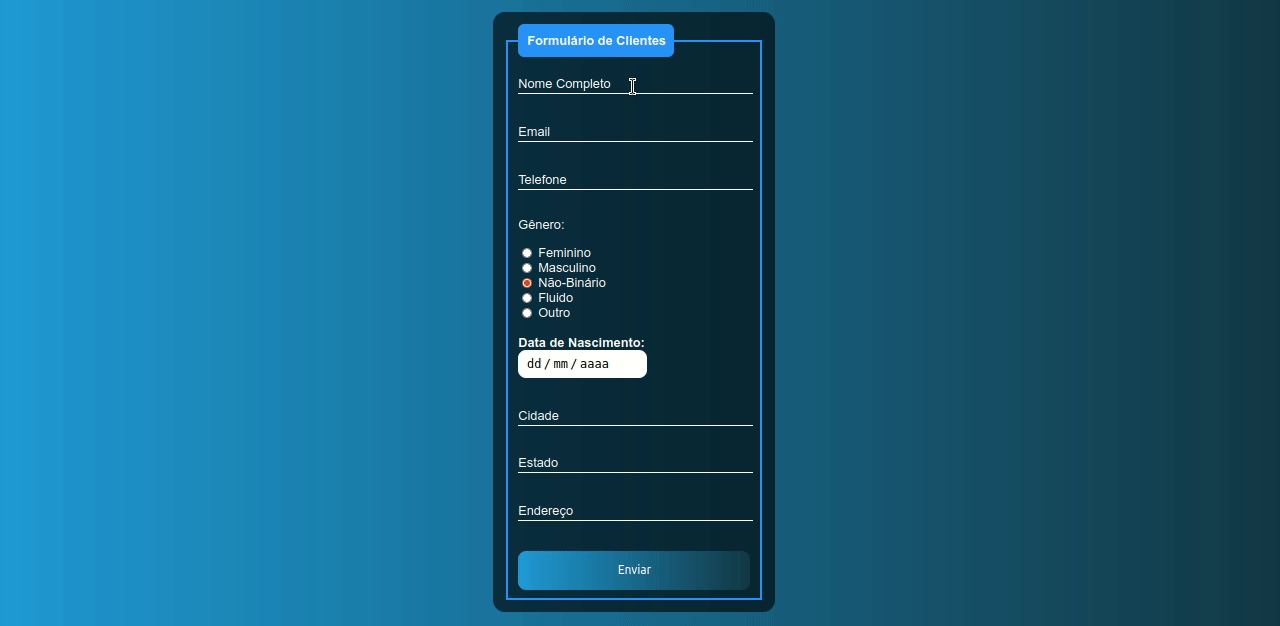 Formulário de Clientes
Nome Completo
Email
Telefone
Gênero:
Feminino
Masculino
Não-Binário
Fluido
Outro
Data de Nascimento:
dd/mm/aaaa
Cidade
Estado
Endereço
Enviar